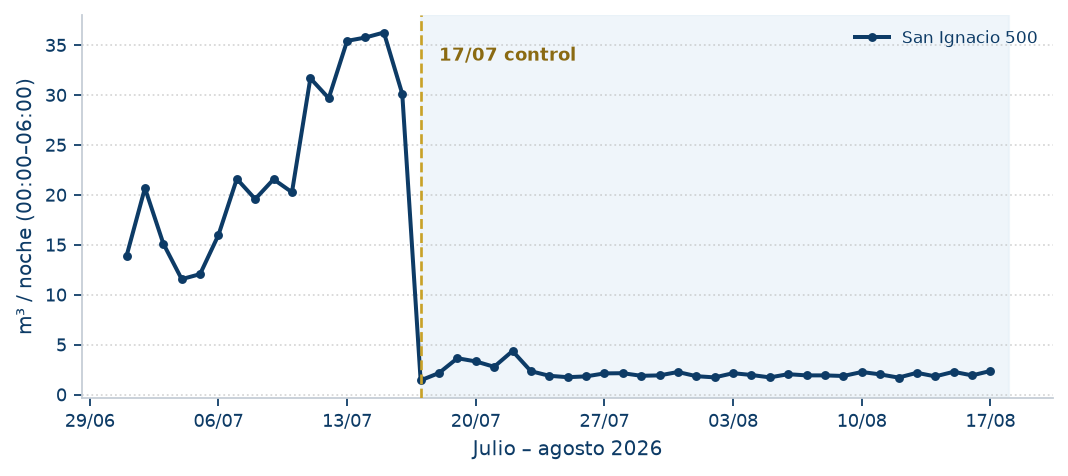 San Ignacio 500
17/07 control
m³ / noche (00:00–06:00)
35
30
25
20
15
10
5
0
29/06 06/07 13/07 20/07 27/07 03/08 10/08 17/08
Julio – agosto 2026